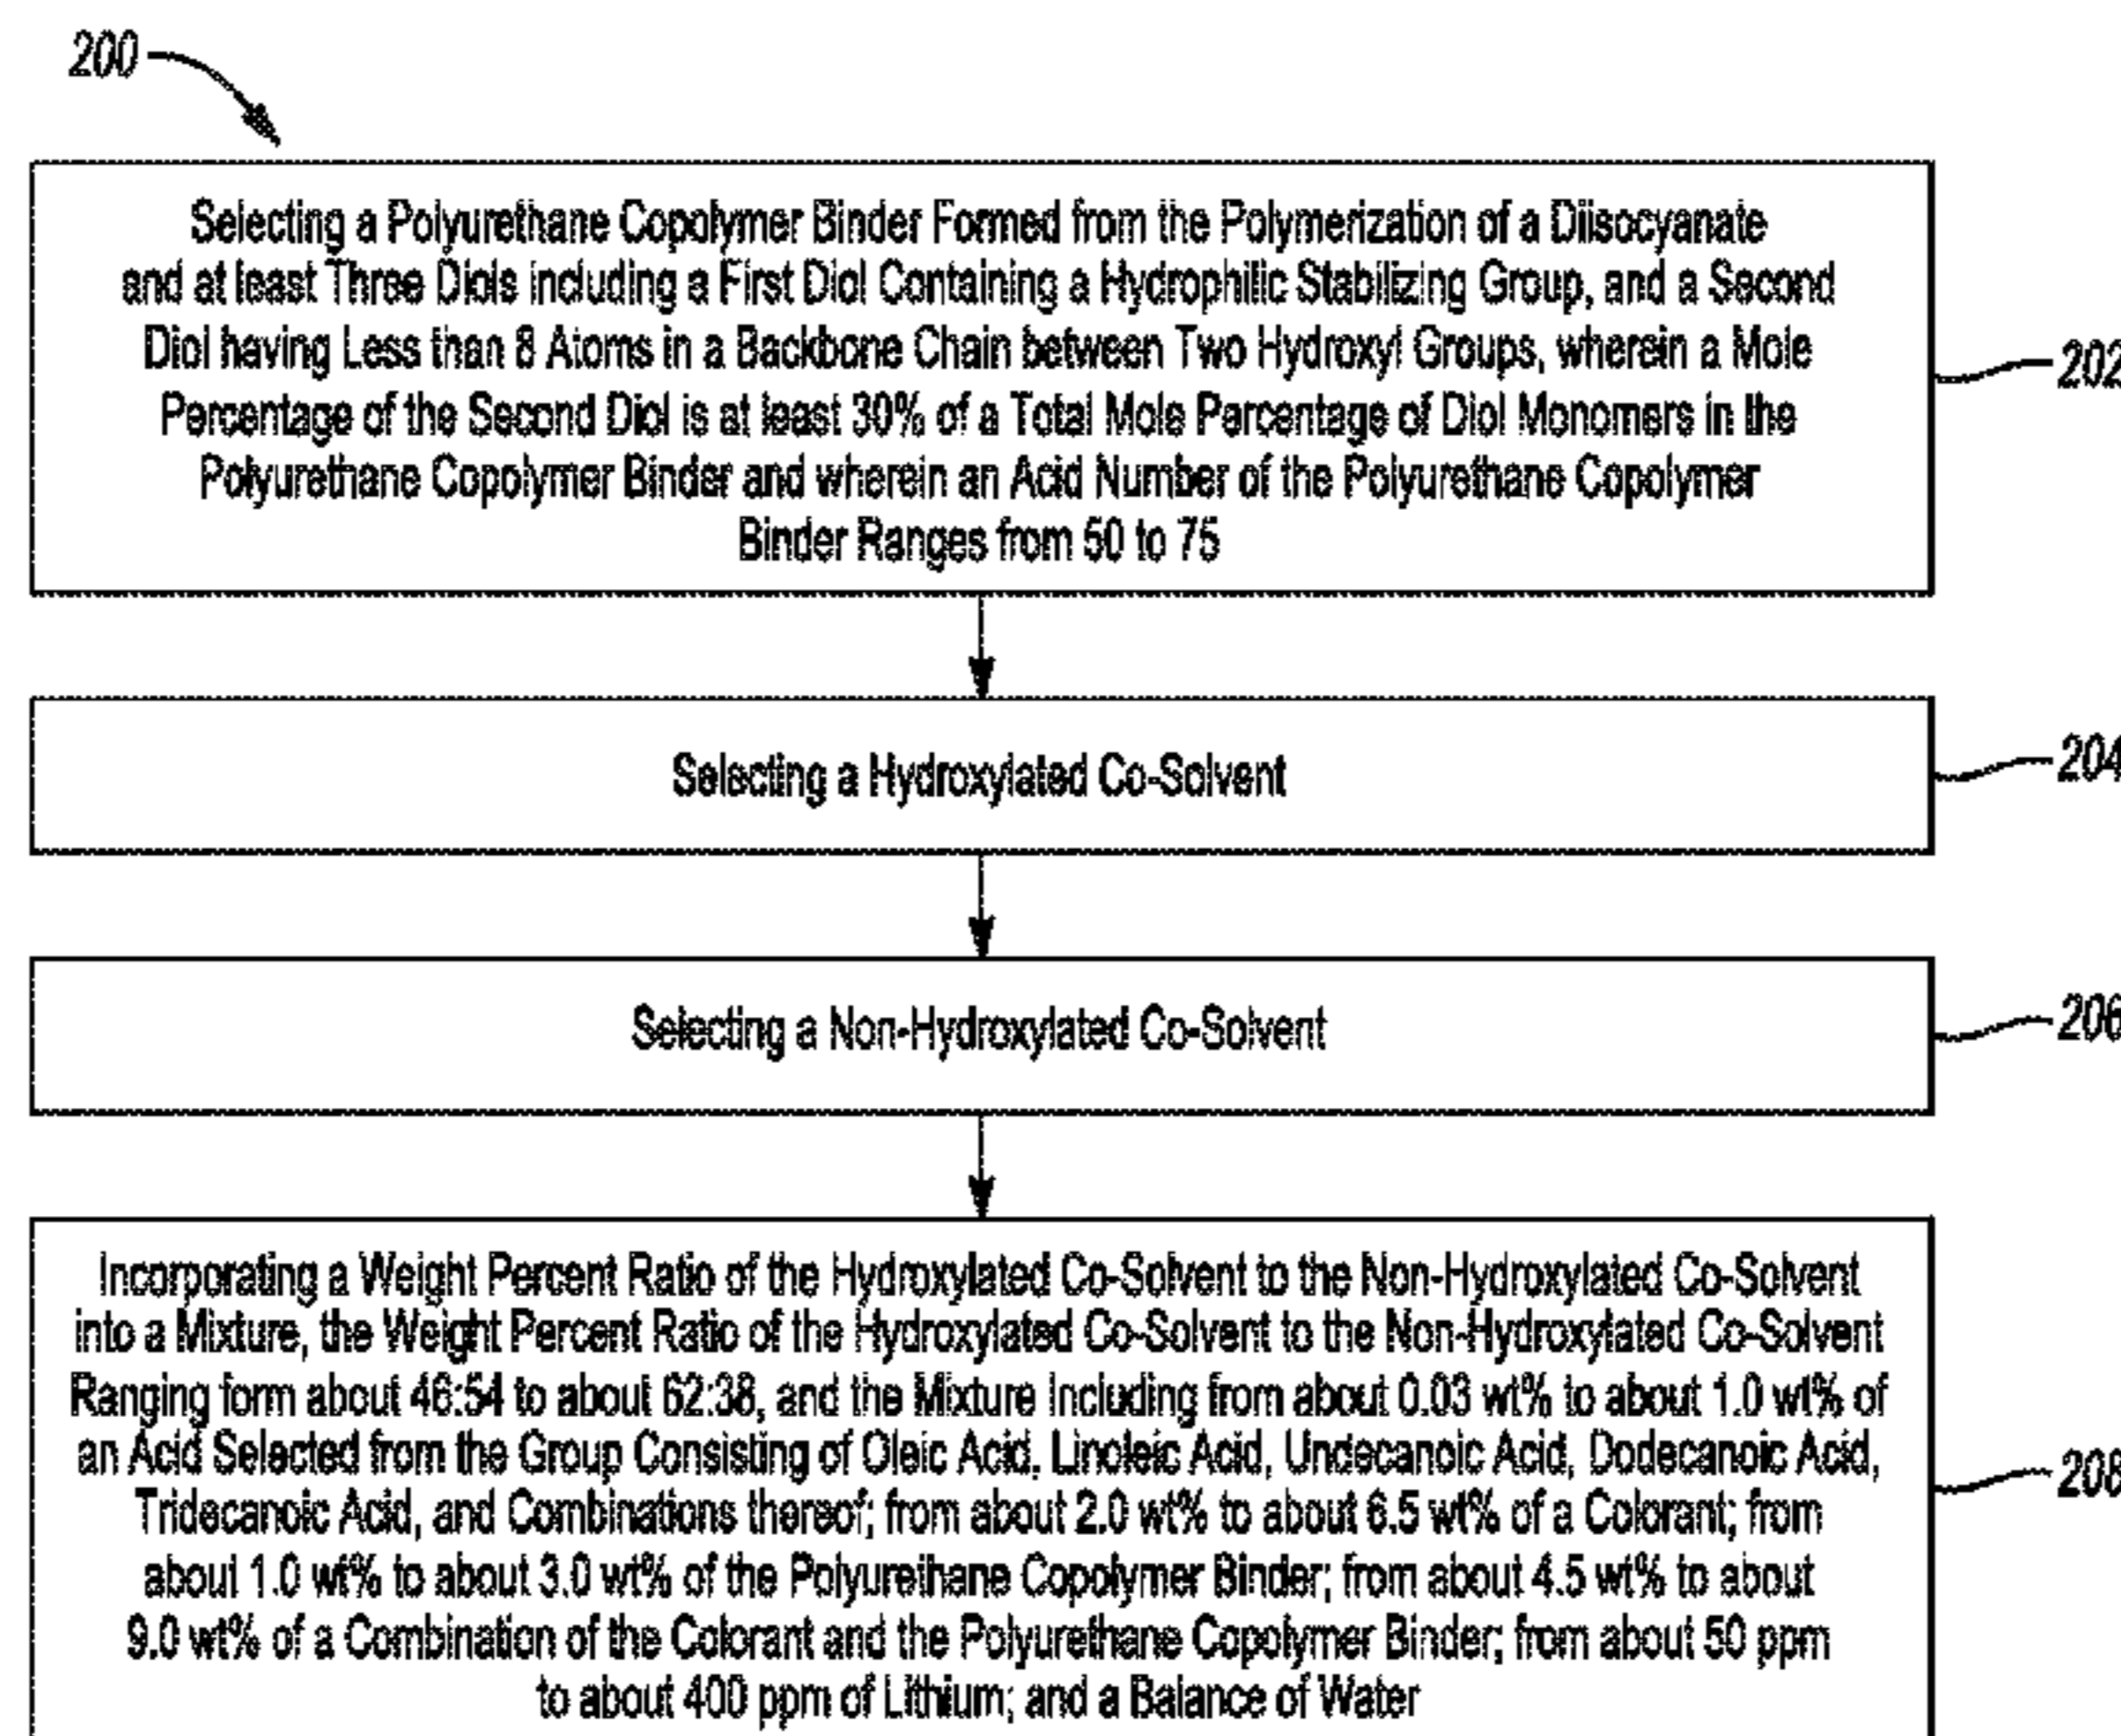 200
Selecting a Polyurethane Copolymer Binder Formed from the Polymerization of a Diisocyanate
and at least Three Diols including a First Diol Containing a Hydrophilic Stabilizing Group, and a Second
Diol having Less than 8 Atoms in a Backbone Chain between Two Hydroxyl Groups, wherein a Mole
Percentage of the Second Diol is at least 30% of a Total Mole Percentage of Diol Monomers in the
Polyurethane Copolymer Binder and wherein an Acid Number of the Polyurethane Copolymer
Binder Ranges from 50 to 75
202
Selecting a Hydroxylated Co-Solvent
204
Selecting a Non-Hydroxylated Co-Solvent
206
Incorporating a Weight Percent Ratio of the Hydroxylated Co-Solvent to the Non-Hydroxylated Co-Solvent
into a Mixture, the Weight Percent Ratio of the Hydroxylated Co-Solvent to the Non-Hydroxylated Co-Solvent
Ranging form about 46:54 to about 62:38, and the Mixture Including from about 0.03 wt% to about 1.0 wt% of
an Acid Selected from the Group Consisting of Oleic Acid, Linoleic Acid, Undecanoic Acid, Dodecanoic Acid,
Tridecanoic Acid, and Combinations thereof; from about 2.0 wt% to about 6.5 wt% of a Colorant; from
about 1.0 wt% to about 3.0 wt% of the Polyurethane Copolymer Binder; from about 4.5 wt% to about
9.0 wt% of a Combination of the Colorant and the Polyurethane Copolymer Binder; from about 50 ppm
to about 400 ppm of Lithium; and a Balance of Water
208